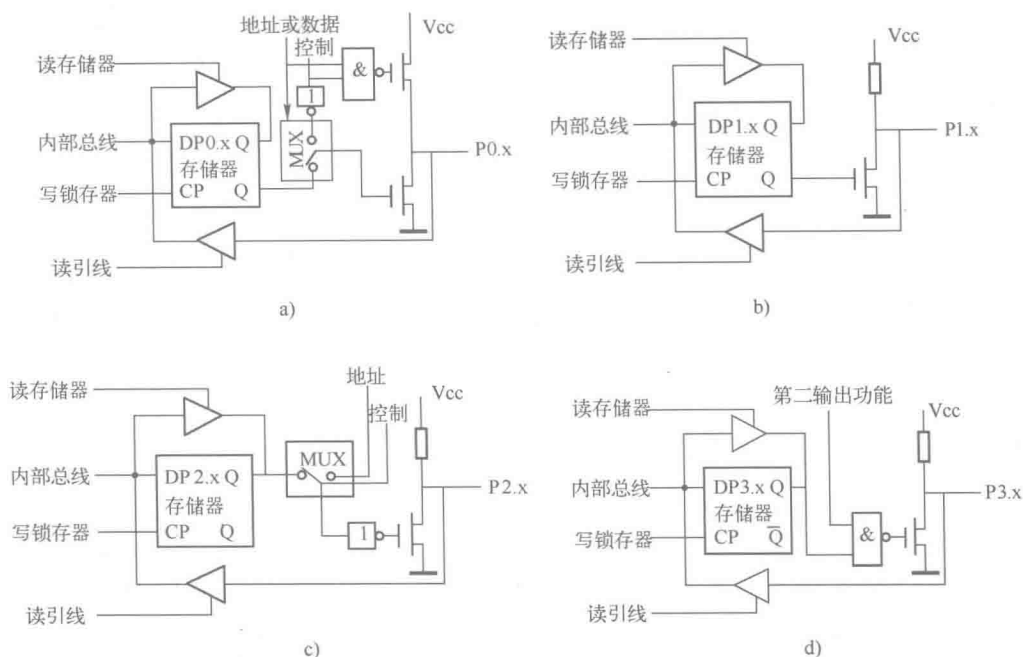 地址或数据
控制
Vcc
读存储器
&
1
内部总线
DP0.x Q
存储器
CP Q
MUX
P0.x
写锁存器
读引线
a)
读存储器
Vcc
内部总线
DP1.x Q
存储器
CP Q
P1.x
写锁存器
读引线
b)
地址
控制
读存储器
Vcc
MUX
内部总线
DP2.x Q
存储器
CP Q
1
P2.x
写锁存器
读引线
c)
第二输出功能
读存储器
Vcc
内部总线
DP3.x Q
存储器
CP Q̅
&
P3.x
写锁存器
读引线
d)